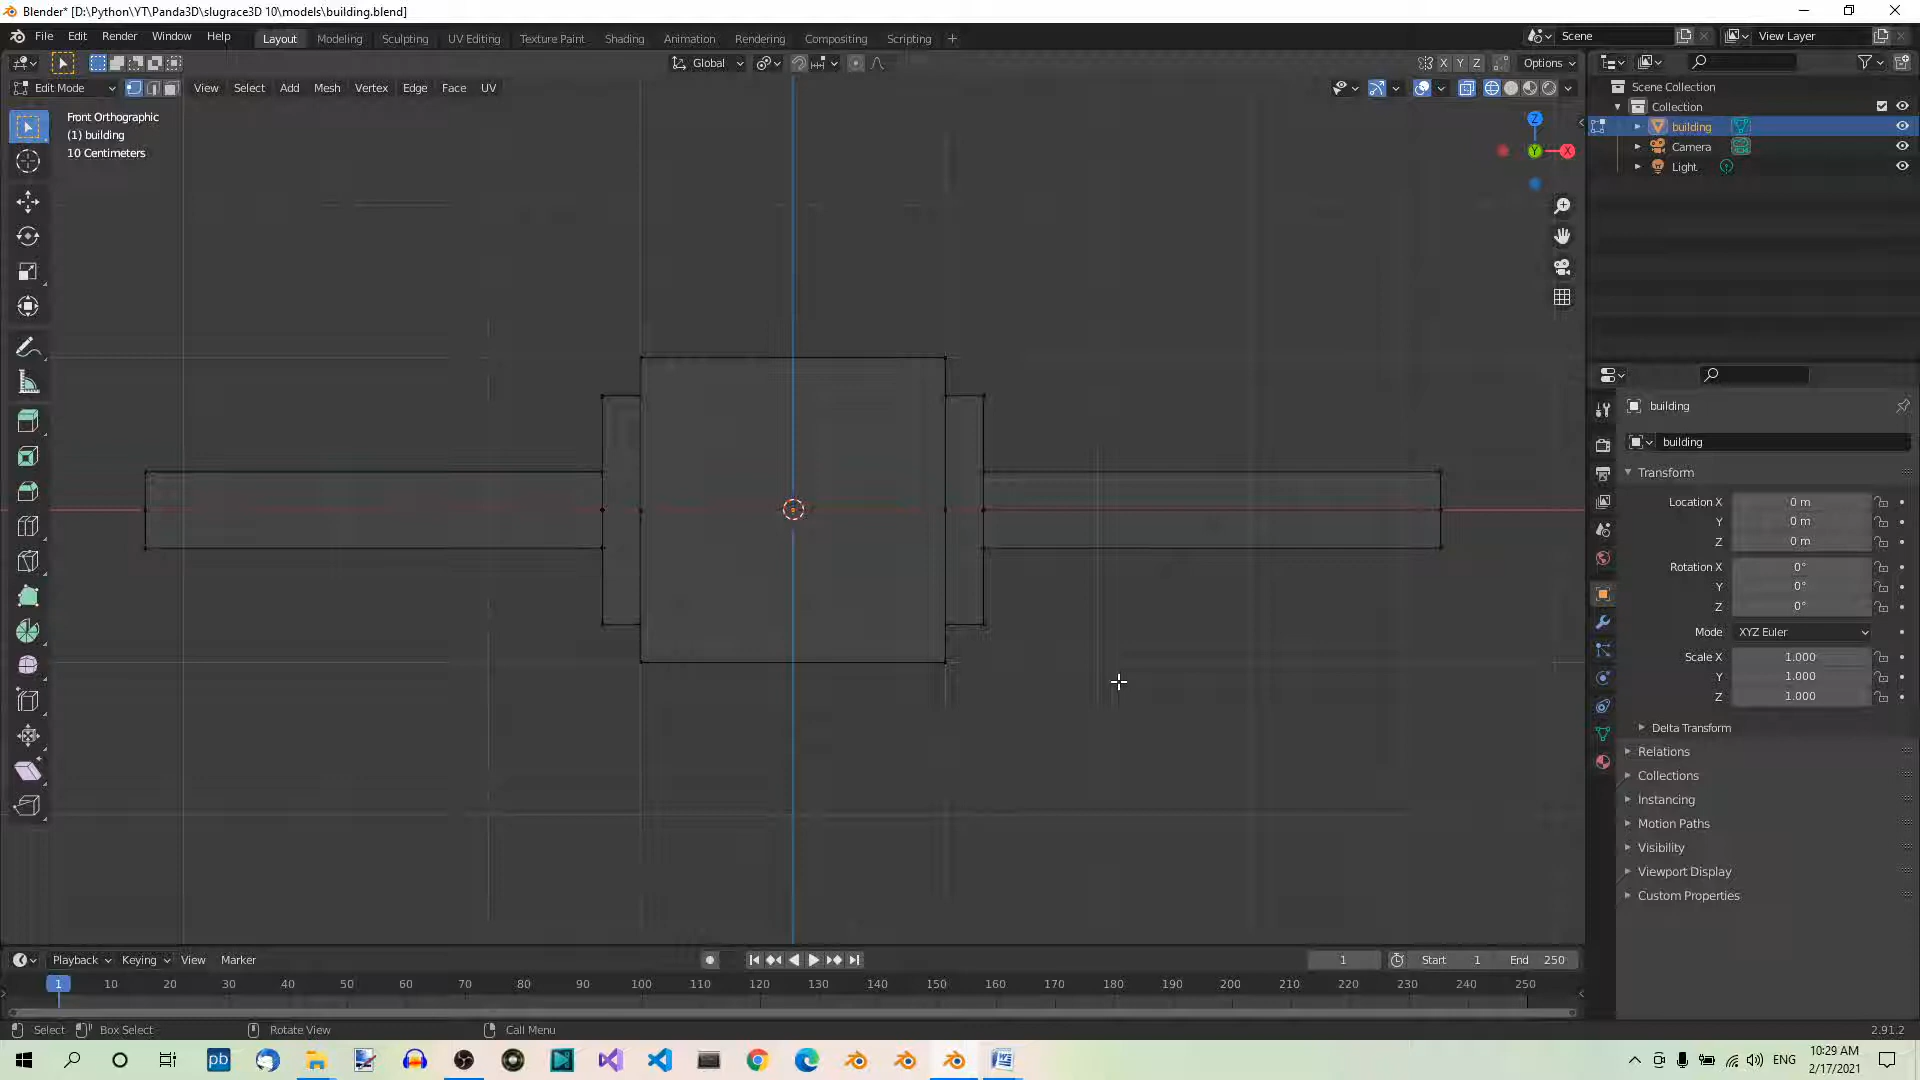 Blender* [D:\Python\YT\Panda3D\slugrace3D 10\models\building.blend]
File Edit Render Window Help Layout Modeling Sculpting UV Editing Texture Paint Shading Animation Rendering Compositing Scripting + Scene View Layer
Global X Y Z Options
Edit Mode View Select Add Mesh Vertex Edge Face UV
Front Orthographic
(1) building
10 Centimeters
Z
Y
X
Scene Collection
Collection
building
Camera
Light
building
building
Transform
Location X 0 m
Y 0 m
Z 0 m
Rotation X 0°
Y 0°
Z 0°
Mode XYZ Euler
Scale X 1.000
Y 1.000
Z 1.000
Delta Transform
Relations
Collections
Instancing
Motion Paths
Visibility
Viewport Display
Custom Properties
Playback Keying View Marker 1 Start 1 End 250
1 10 20 30 40 50 60 70 80 90 100 110 120 130 140 150 160 170 180 190 200 210 220 230 240 250
Select Box Select Rotate View Call Menu 2.91.2
pb
ENG
10:29 AM
2/17/2021